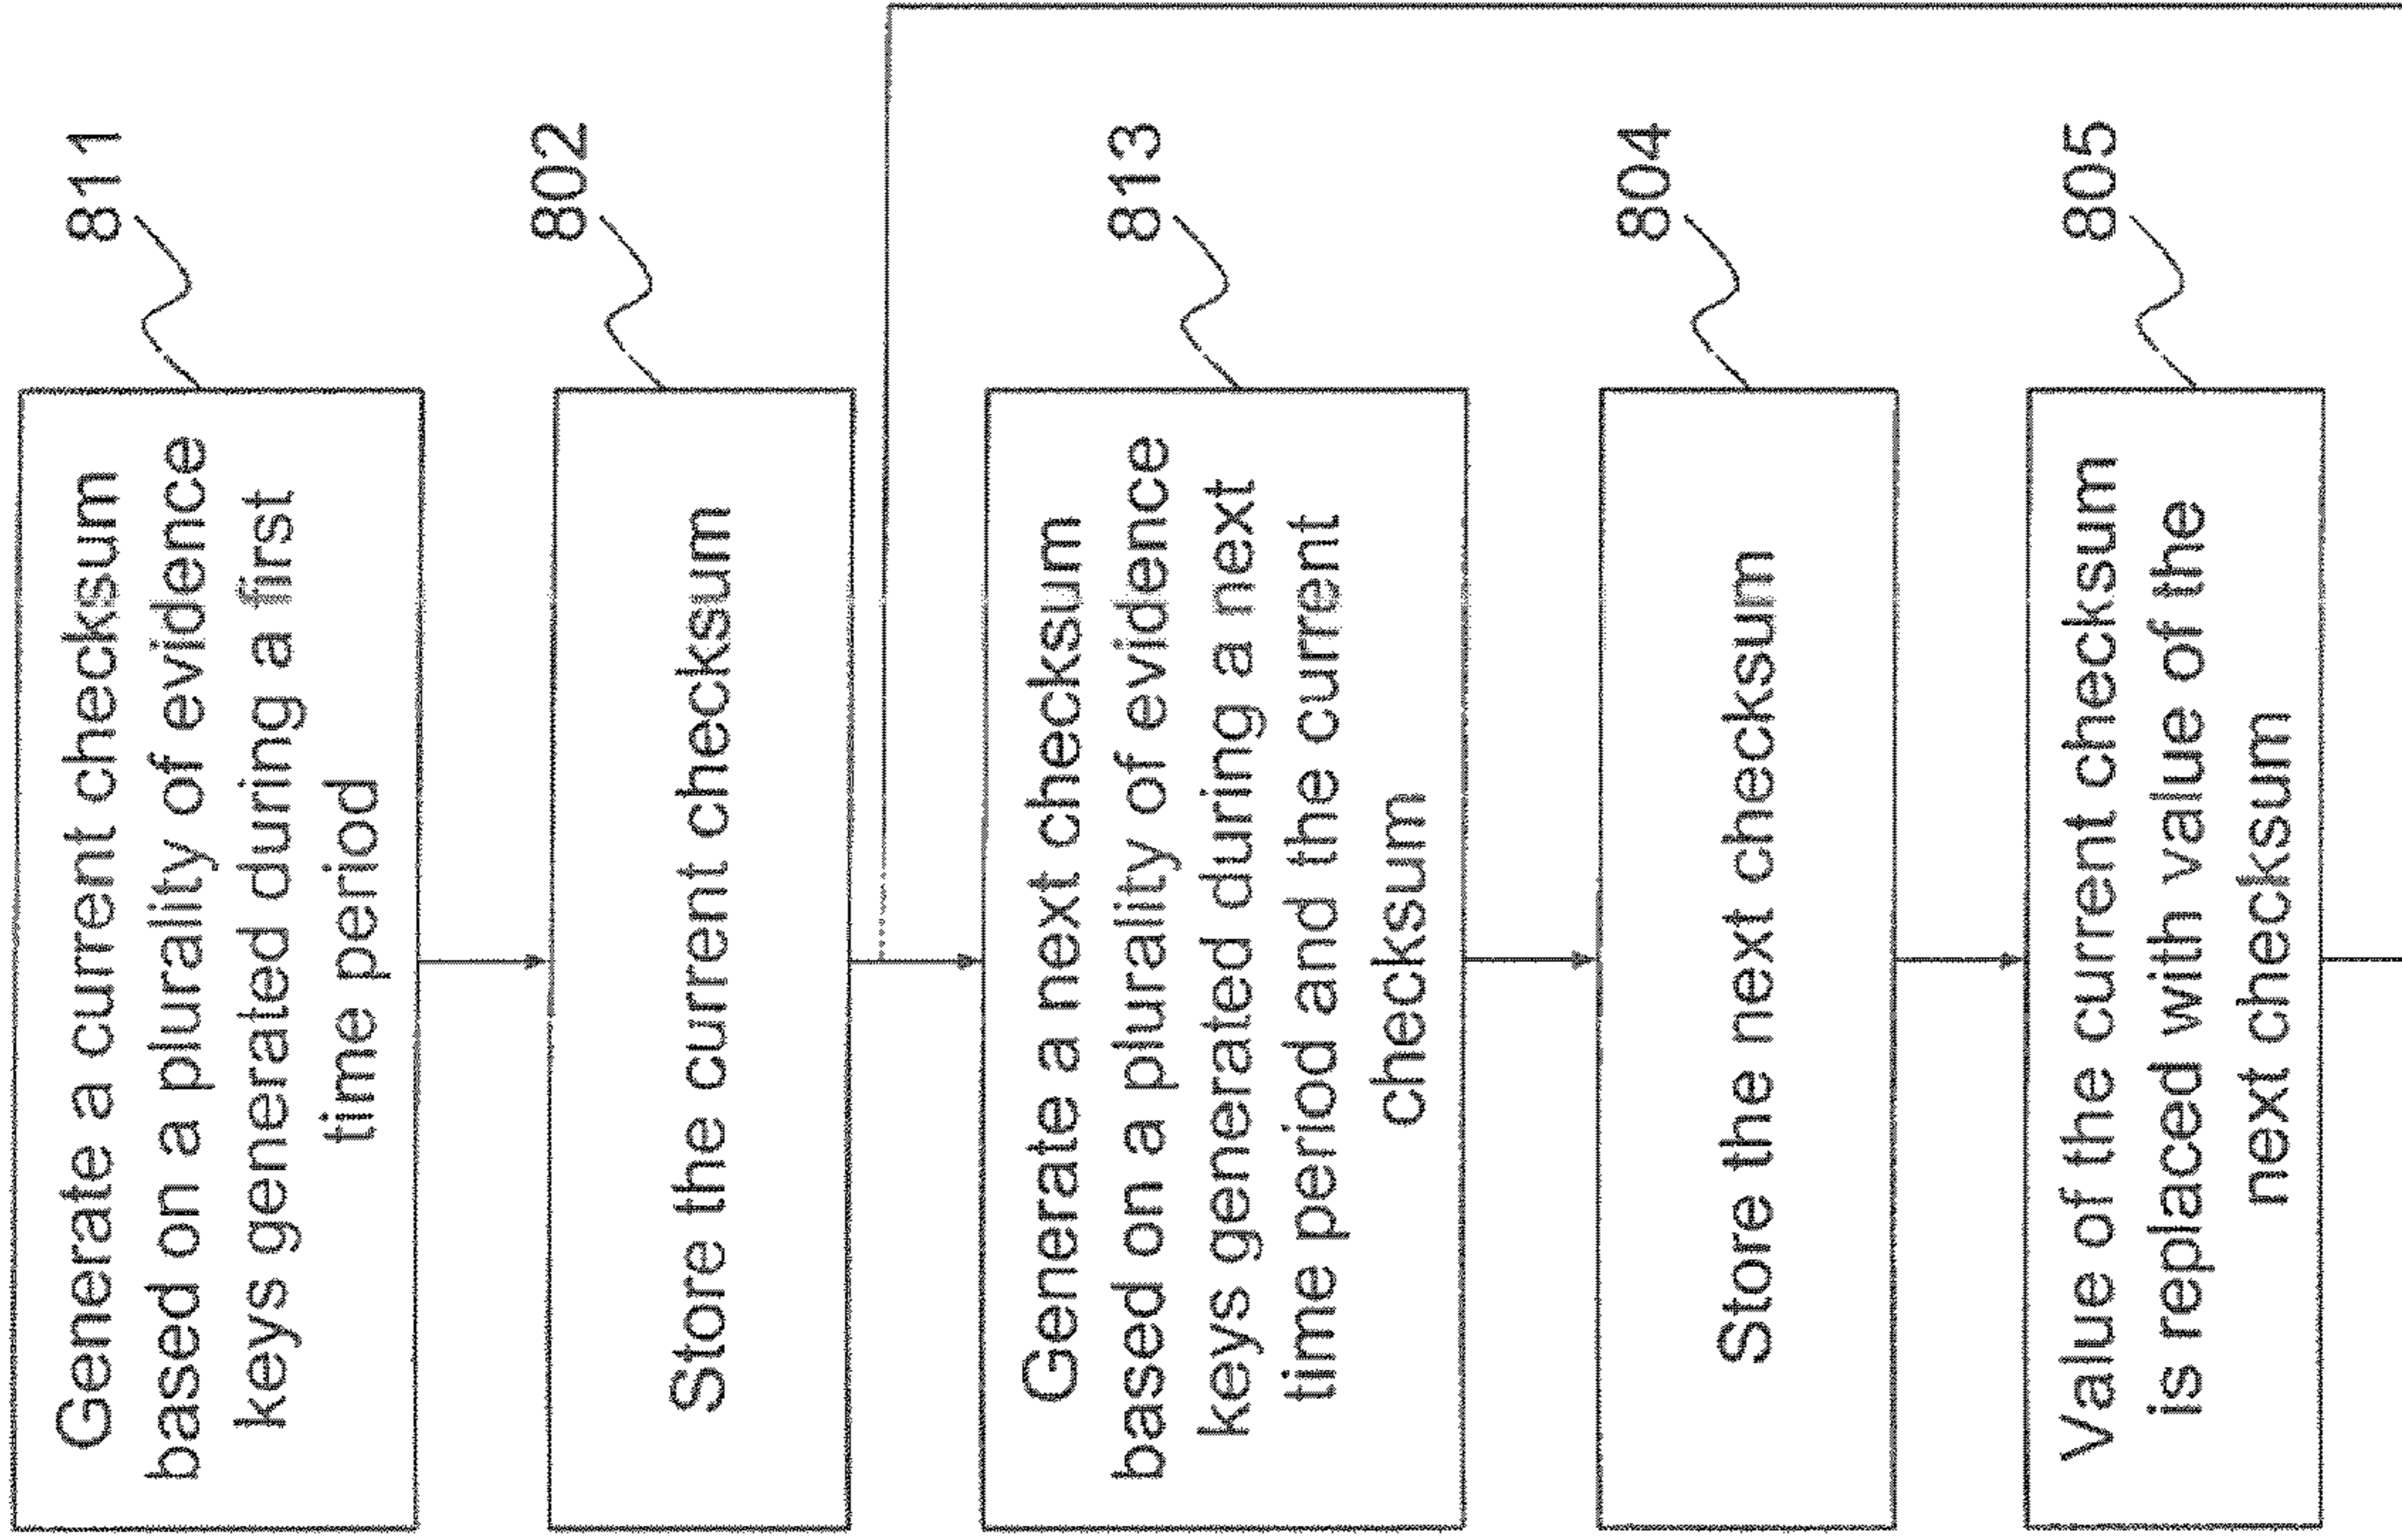 Generate a current checksum
based on a plurality of evidence
keys generated during a first
time period
811
Store the current checksum
802
Generate a next checksum
based on a plurality of evidence
keys generated during a next
time period and the current
checksum
813
Store the next checksum
804
Value of the current checksum
is replaced with value of the
next checksum
805